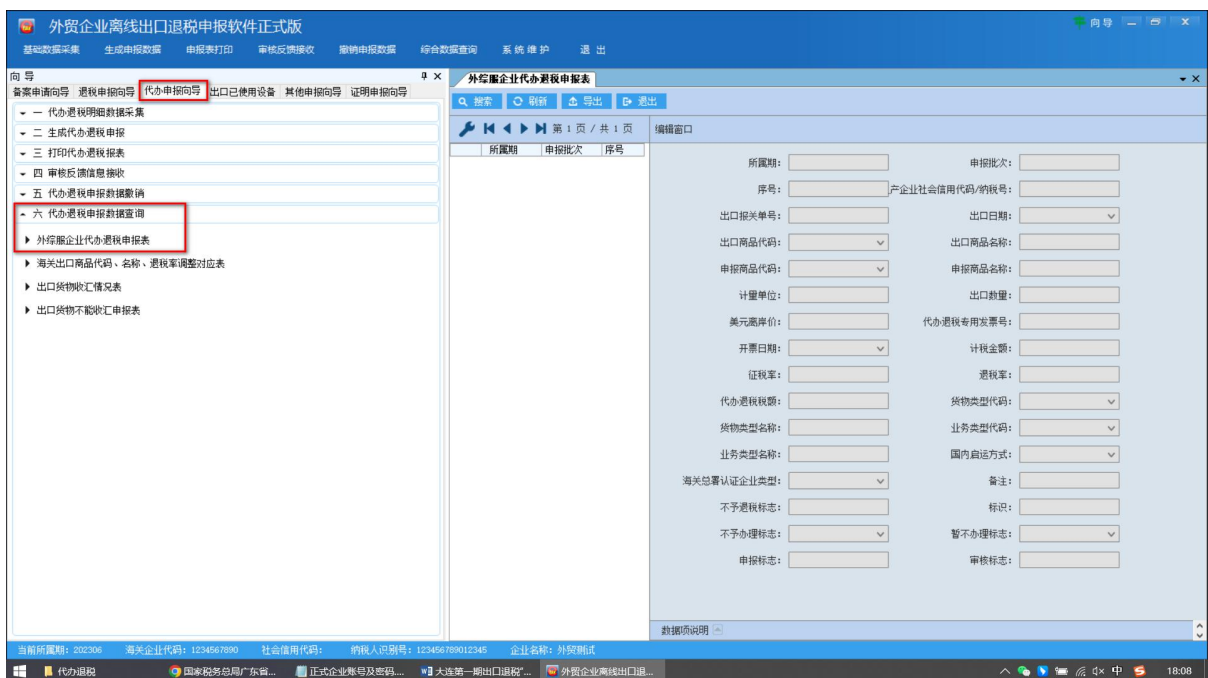 外贸企业离线出口退税申报软件正式版
向导
基础数据采集 生成申报数据 申报表打印 审核反馈接收 撤销申报数据 综合数据查询 系统维护 退出
向导
备案申请向导 退税申报向导 代办申报向导 出口已使用设备 其他申报向导 证明申报向导
一 代办退税明细数据采集
二 生成代办退税申报
三 打印代办退税报表
四 审核反馈信息接收
五 代办退税申报数据撤销
六 代办退税申报数据查询
外综服企业代办退税申报表
海关出口商品代码、名称、退税率调整对应表
出口货物收汇情况表
出口货物不能收汇申报表
外综服企业代办退税申报表
搜索 刷新 导出 退出
第 1 页 / 共 1 页
所属期 申报批次 序号
编辑窗口
所属期: 申报批次:
序号: 产企业社会信用代码/纳税号:
出口报关单号: 出口日期:
出口商品代码: 出口商品名称:
申报商品代码: 申报商品名称:
计量单位: 出口数量:
美元离岸价: 代办退税专用发票号:
开票日期: 计税金额:
征税率: 退税率:
代办退税税额: 货物类型代码:
货物类型名称: 业务类型代码:
业务类型名称: 国内启运方式:
海关总署认证企业类型: 备注:
不予退税标志: 标识:
不予办理标志: 暂不办理标志:
申报标志: 审核标志:
数据项说明
当前所属期: 202306 海关企业代码: 1234567890 社会信用代码: 纳税人识别号: 123456789012345 企业名称: 外贸测试
代办退税 国家税务总局广东省... 正式企业账号及密码.... 大连第一期出口退税"... 外贸企业离线出口退... 中 18:08